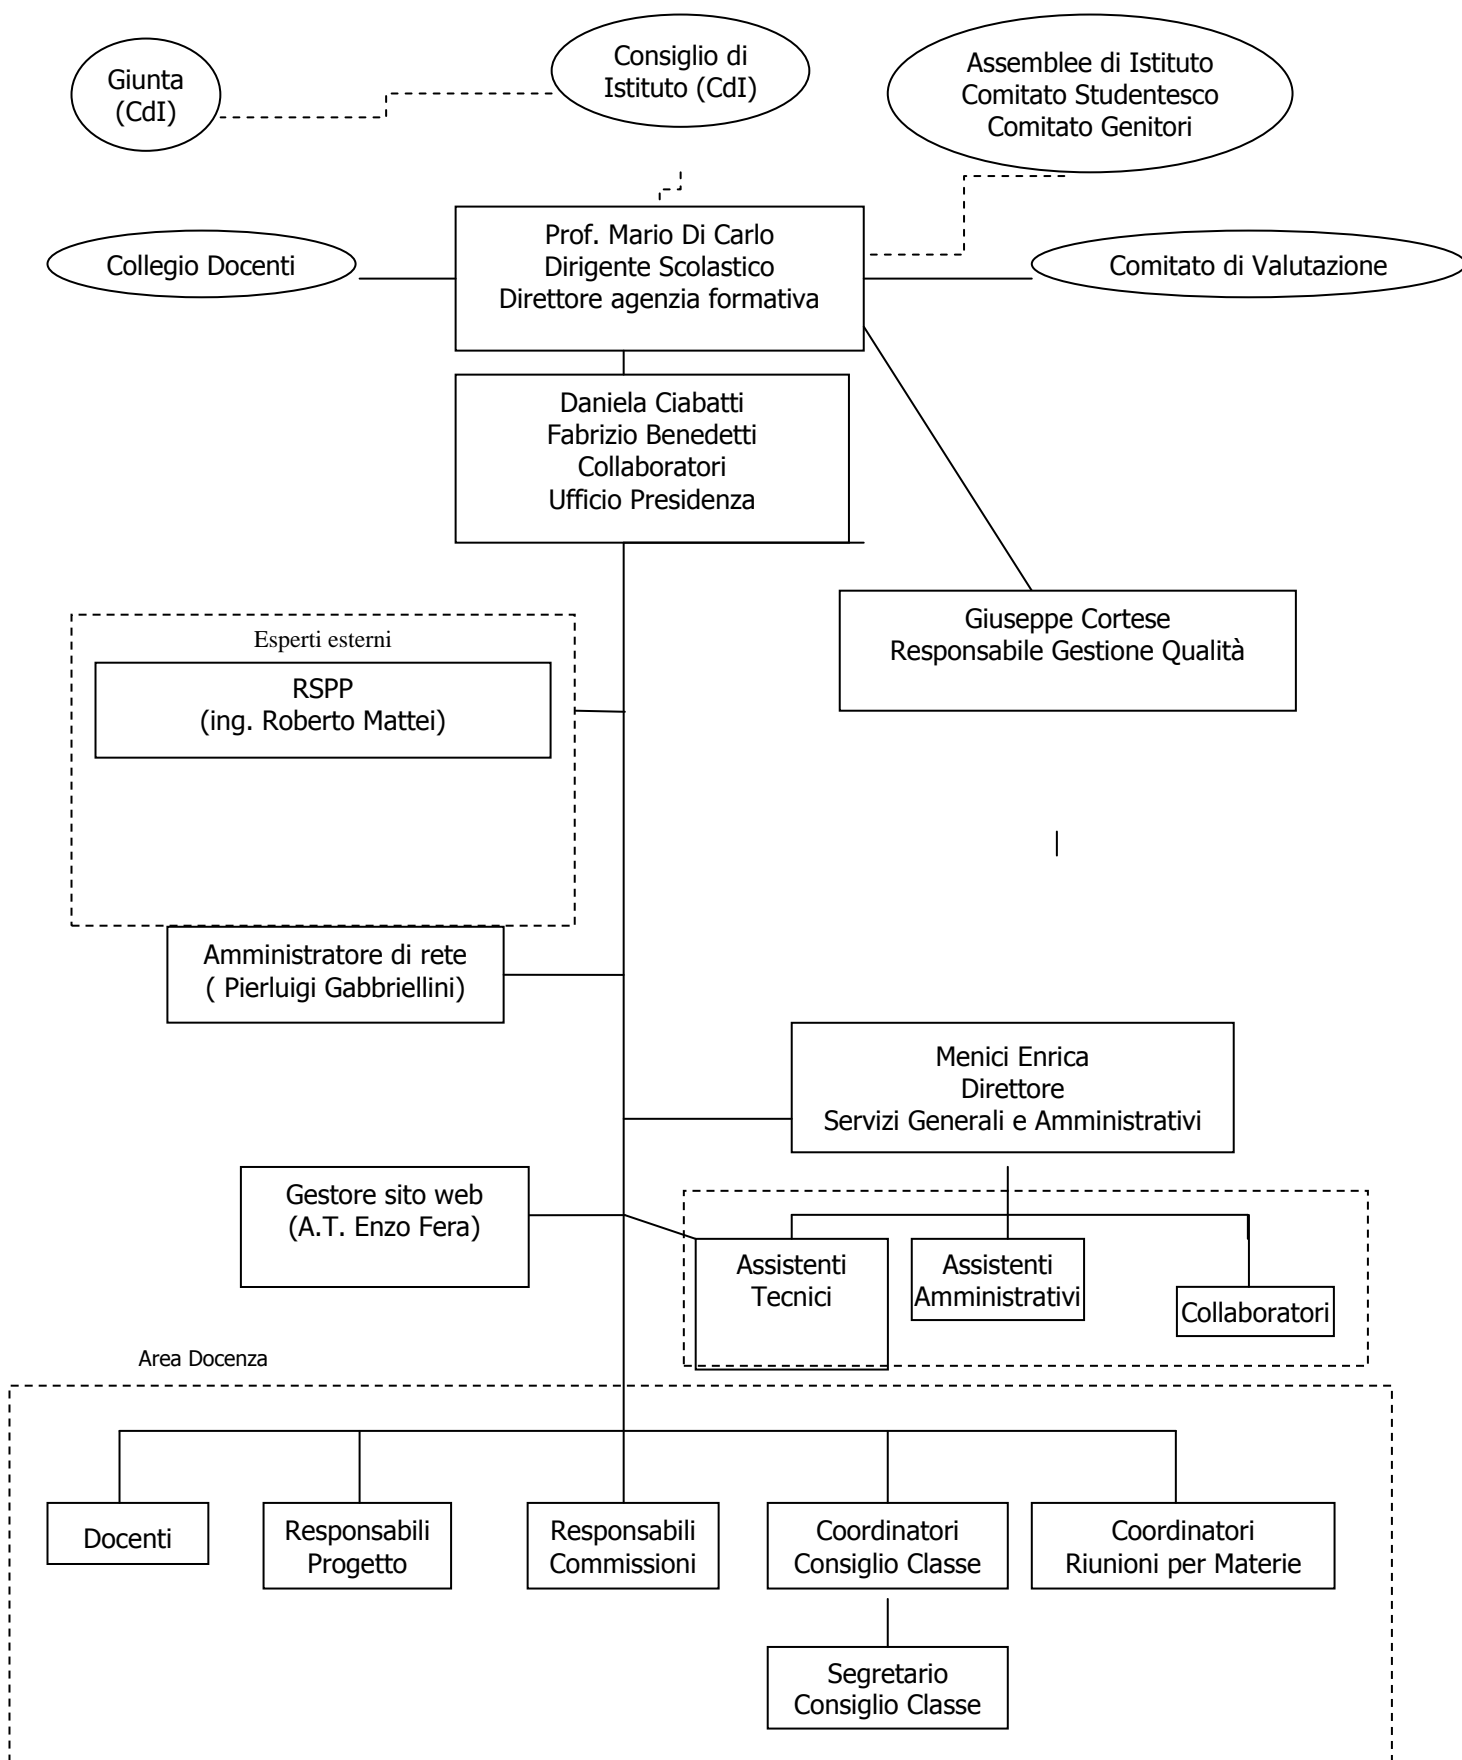 Giunta
(CdI)
Consiglio di
Istituto (CdI)
Assemblee di Istituto
Comitato Studentesco
Comitato Genitori
Collegio Docenti
Prof. Mario Di Carlo
Dirigente Scolastico
Direttore agenzia formativa
Comitato di Valutazione
Daniela Ciabatti
Fabrizio Benedetti
Collaboratori
Ufficio Presidenza
Giuseppe Cortese
Responsabile Gestione Qualità
Esperti esterni
RSPP
(ing. Roberto Mattei)
Amministratore di rete
( Pierluigi Gabbriellini)
Menici Enrica
Direttore
Servizi Generali e Amministrativi
Gestore sito web
(A.T. Enzo Fera)
Assistenti
Tecnici
Assistenti
Amministrativi
Collaboratori
Area Docenza
Docenti
Responsabili
Progetto
Responsabili
Commissioni
Coordinatori
Consiglio Classe
Coordinatori
Riunioni per Materie
Segretario
Consiglio Classe